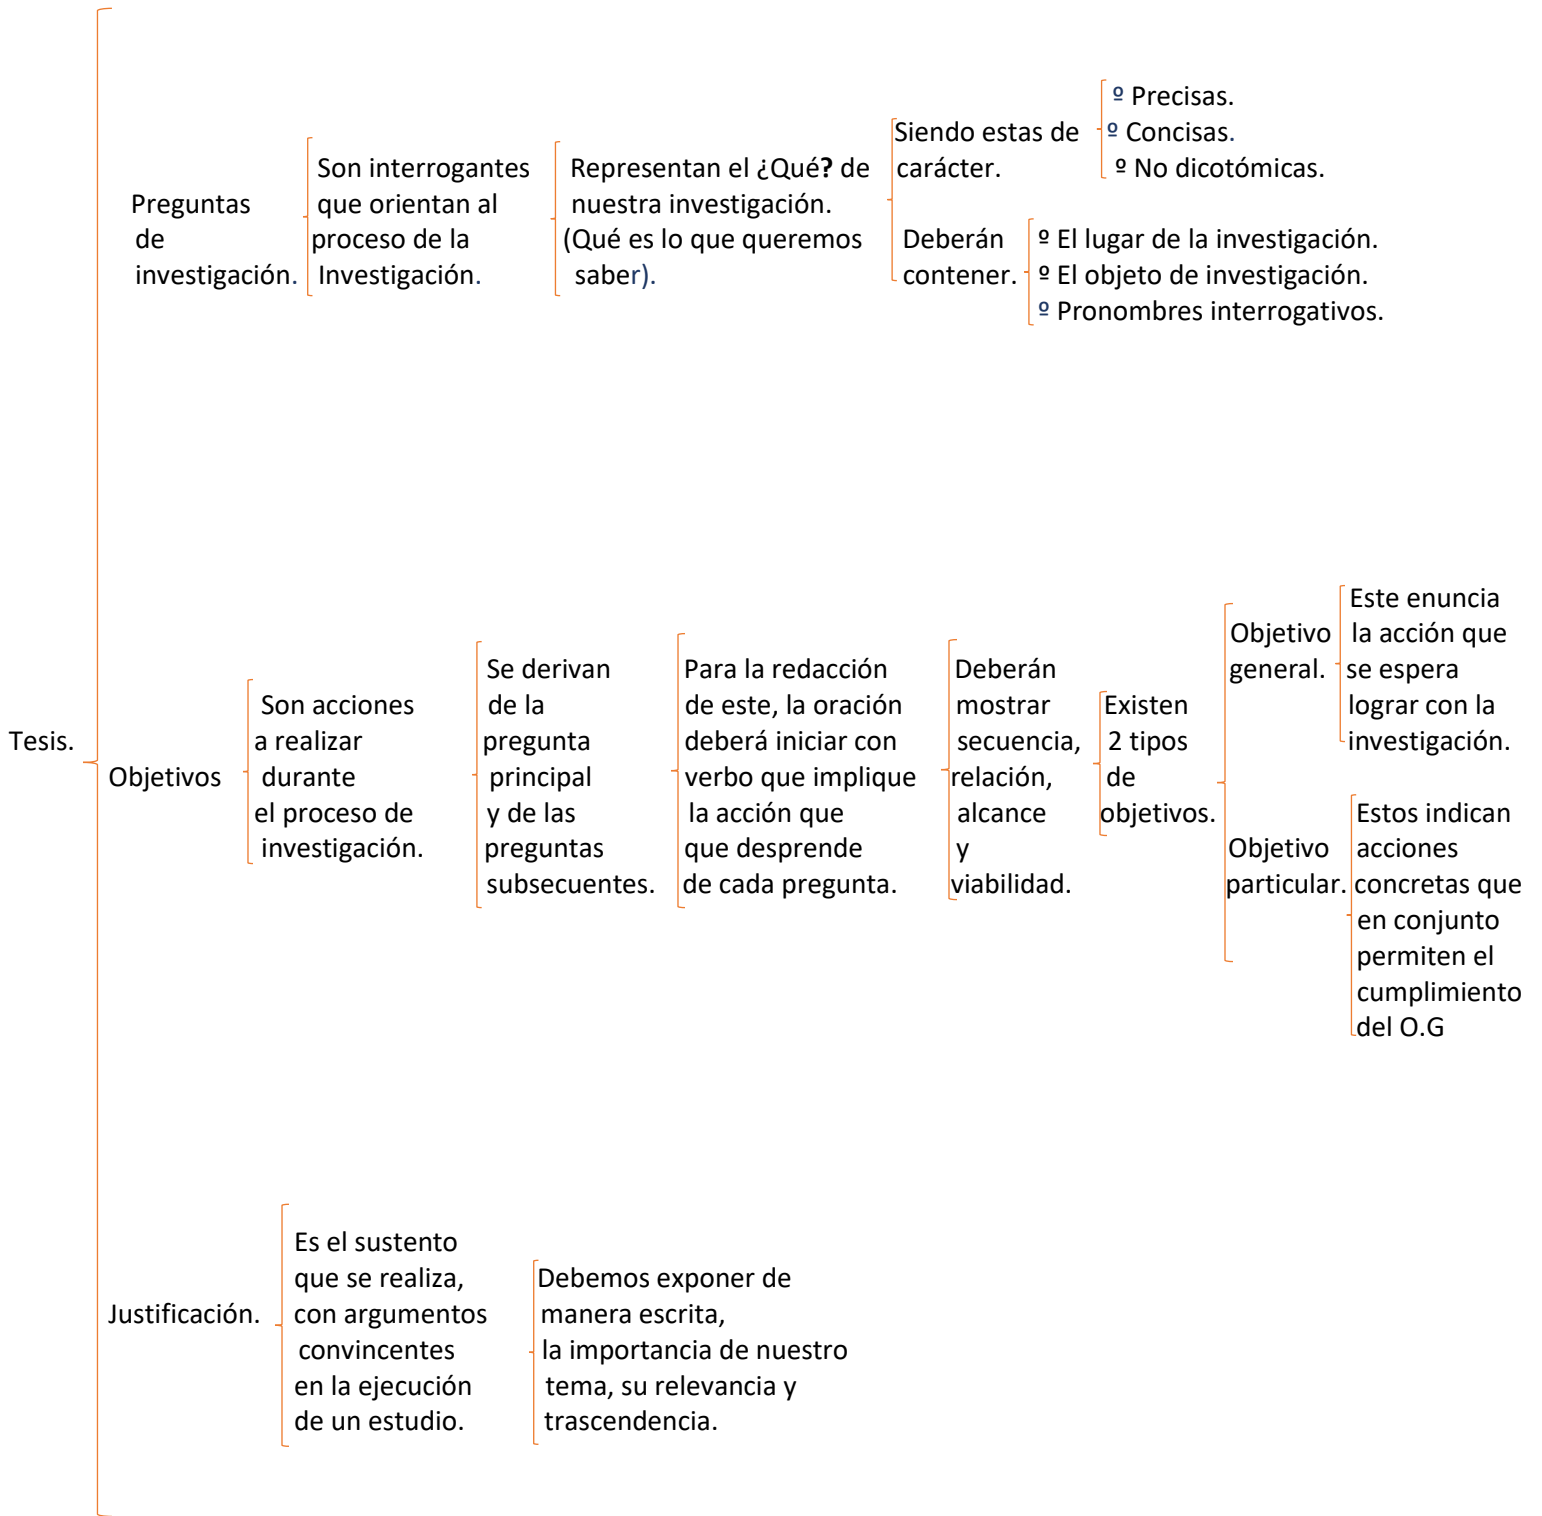 Tesis.
Preguntas
de
investigación.
Son interrogantes
que orientan al
proceso de la
Investigación.
Representan el ¿Qué? de
nuestra investigación.
(Qué es lo que queremos
saber).
Siendo estas de
carácter.
º Precisas.
º Concisas.
º No dicotómicas.
Deberán
contener.
º El lugar de la investigación.
º El objeto de investigación.
º Pronombres interrogativos.
Objetivos
Son acciones
a realizar
durante
el proceso de
investigación.
Se derivan
de la
pregunta
principal
y de las
preguntas
subsecuentes.
Para la redacción
de este, la oración
deberá iniciar con
verbo que implique
la acción que
que desprende
de cada pregunta.
Deberán
mostrar
secuencia,
relación,
alcance
y
viabilidad.
Existen
2 tipos
de
objetivos.
Objetivo
general.
Este enuncia
la acción que
se espera
lograr con la
investigación.
Objetivo
particular.
Estos indican
acciones
concretas que
en conjunto
permiten el
cumplimiento
del O.G
Justificación.
Es el sustento
que se realiza,
con argumentos
convincentes
en la ejecución
de un estudio.
Debemos exponer de
manera escrita,
la importancia de nuestro
tema, su relevancia y
trascendencia.